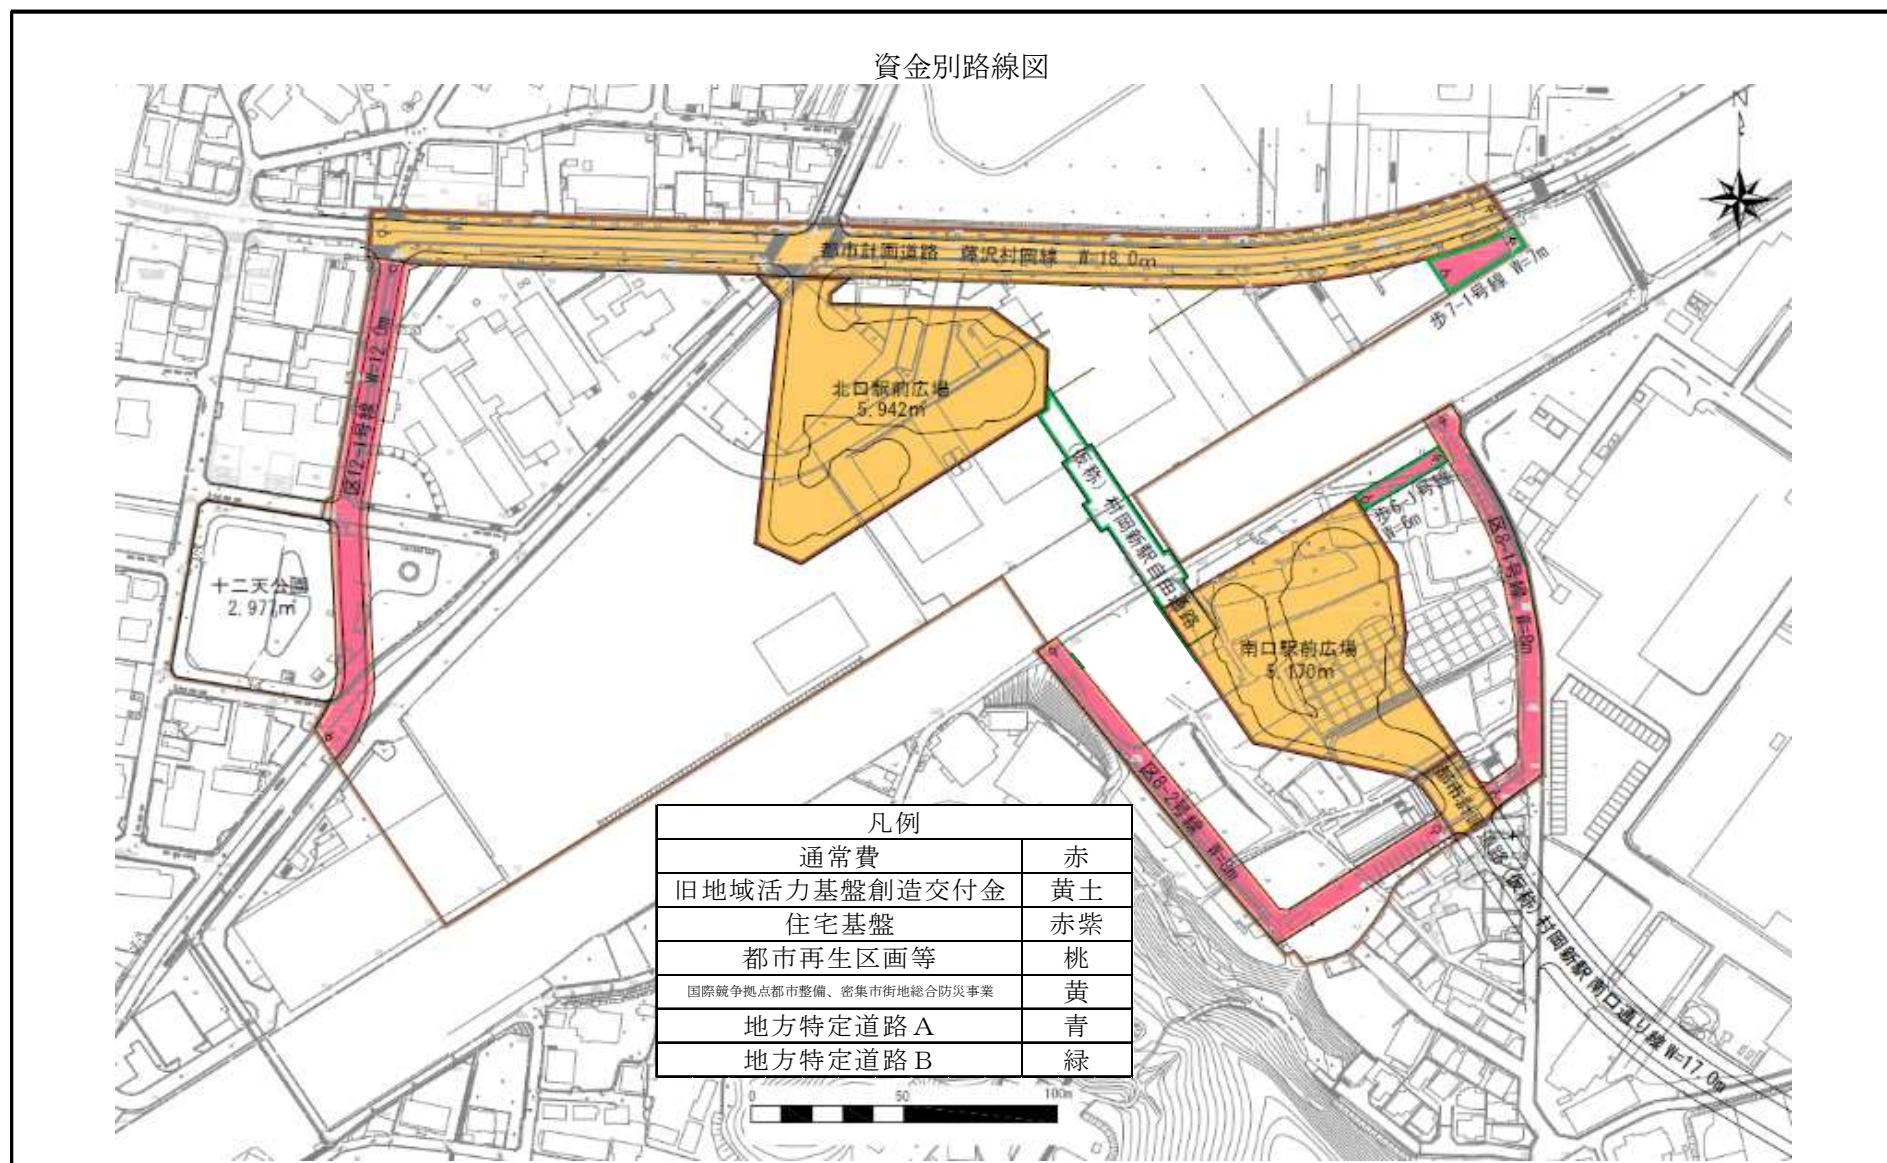 資金別路線図
N
都市計画道路 藤沢村岡線 W=18.0m
歩7-1号線 W=7m
区12-1号線 W=12.0m
北口駅前広場
5,942㎡
(仮称)村岡新駅自由通路
歩6-1号線
W=6m
区8-1号線 W=8m
十二天公園
2,977㎡
南口駅前広場
5,170㎡
区8-2号線 W=8m
都市計画道路(仮称)村岡新駅南口通り線 W=17.0m
凡例
通常費 赤
旧地域活力基盤創造交付金 黄土
住宅基盤 赤紫
都市再生区画等 桃
国際競争拠点都市整備、密集市街地総合防災事業 黄
地方特定道路A 青
地方特定道路B 緑
0 50 100m